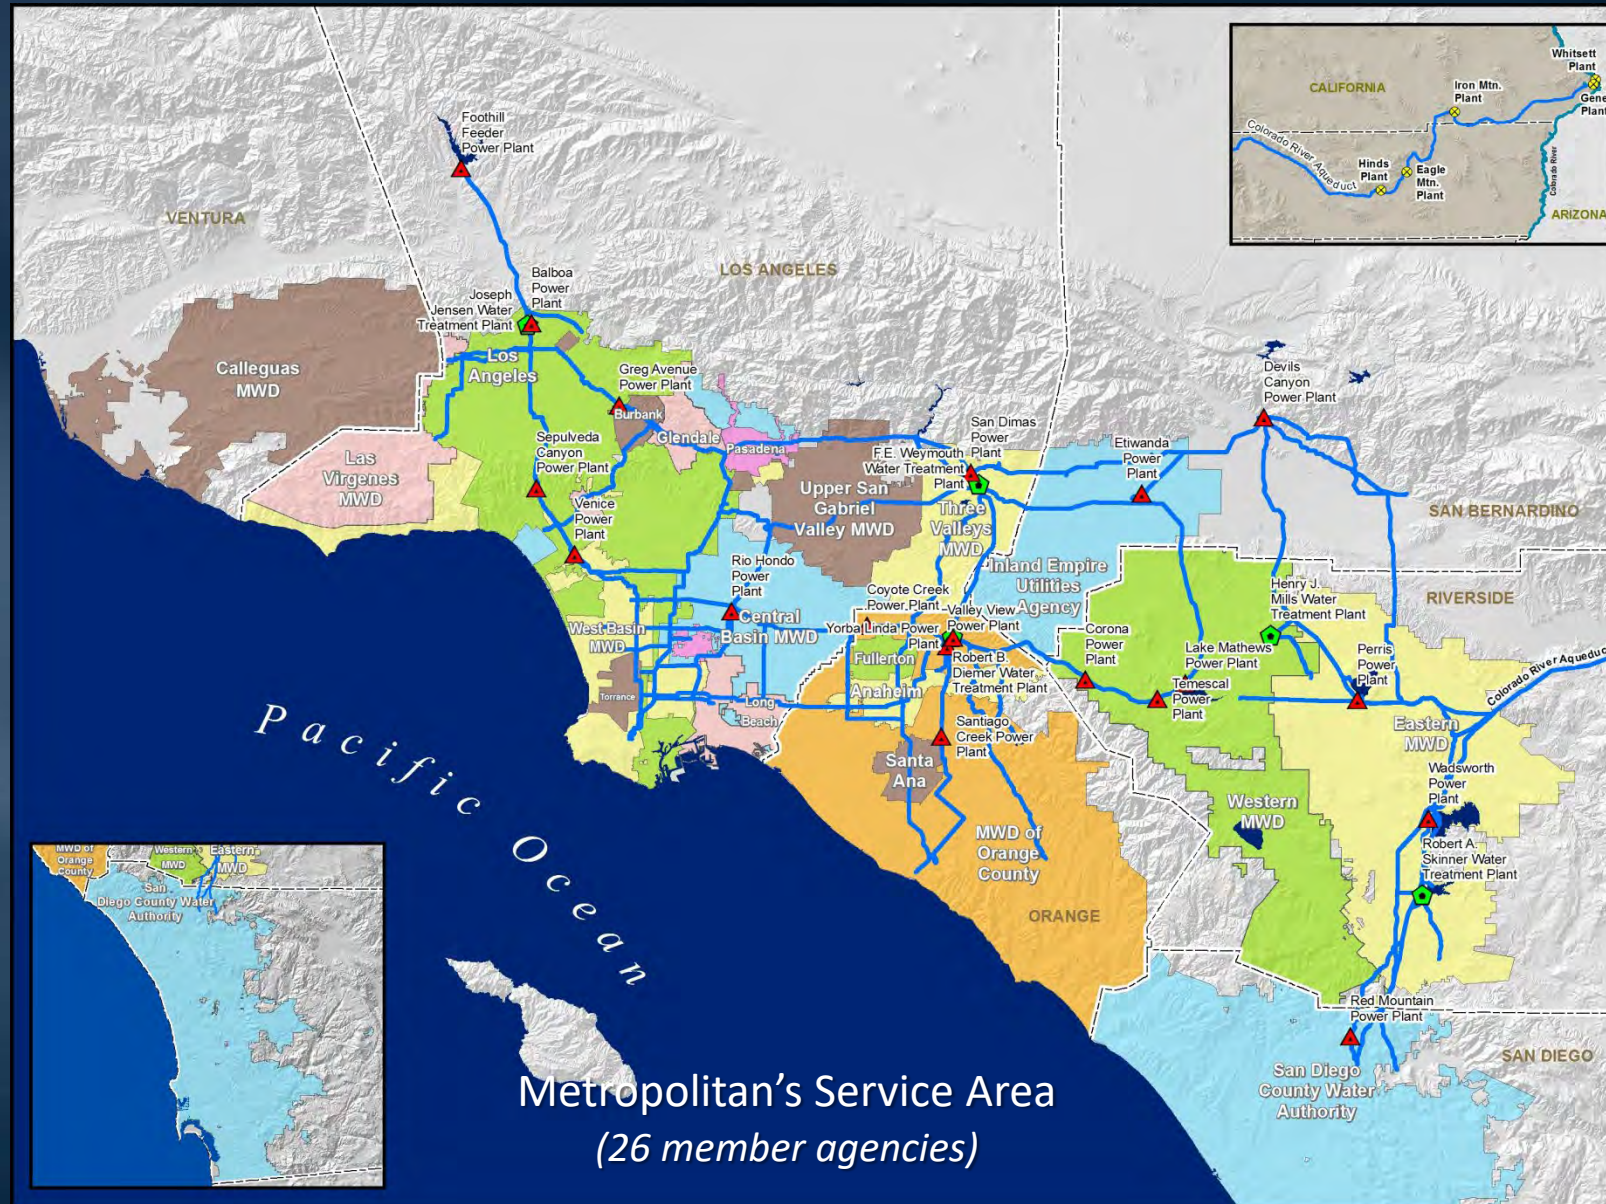 Whitsett
Plant
CALIFORNIA
Iron Mtn.
Plant
Gene
Plant
Colorado River Aqueduct
Hinds
Plant
Eagle
Mtn.
Plant
Colorado River
ARIZONA
Foothill
Feeder
Power Plant
VENTURA
LOS ANGELES
Balboa
Power
Plant
Joseph
Jensen Water
Treatment Plant
Los
Angeles
Calleguas
MWD
Greg Avenue
Power Plant
Burbank
Glendale
Pasadena
Devils
Canyon
Power Plant
San Dimas
Power
Plant
F.E. Weymouth
Water Treatment
Plant
Etiwanda
Power
Plant
Sepulveda
Canyon
Power Plant
Las
Virgenes
MWD
Venice
Power
Plant
Upper San
Gabriel
Valley MWD
Three
Valleys
MWD
SAN BERNARDINO
Rio Hondo
Power
Plant
Inland Empire
Utilities
Agency
Henry J.
Mills Water
Treatment Plant
RIVERSIDE
Coyote Creek
Power Plant
Valley View
Power Plant
Yorba Linda Power
Plant
Central
Basin MWD
West Basin
MWD
Corona
Power
Plant
Lake Mathews
Power Plant
Perris
Power
Plant
Colorado River Aqueduc
Fullerton
Robert B.
Diemer Water
Treatment Plant
Temescal
Power
Plant
Torrance
Anaheim
Long
Beach
Santiago
Creek Power
Plant
Eastern
MWD
Santa
Ana
Wadsworth
Power
Plant
Pacific Ocean
MWD of
Orange
County
Western
MWD
Robert A.
Skinner Water
Treatment Plant
ORANGE
MWD of
Orange
County
Western
MWD
Eastern
MWD
San
Diego County Water
Authority
Red Mountain
Power Plant
SAN DIEGO
San Diego
County Water
Authority
Metropolitan’s Service Area
(26 member agencies)